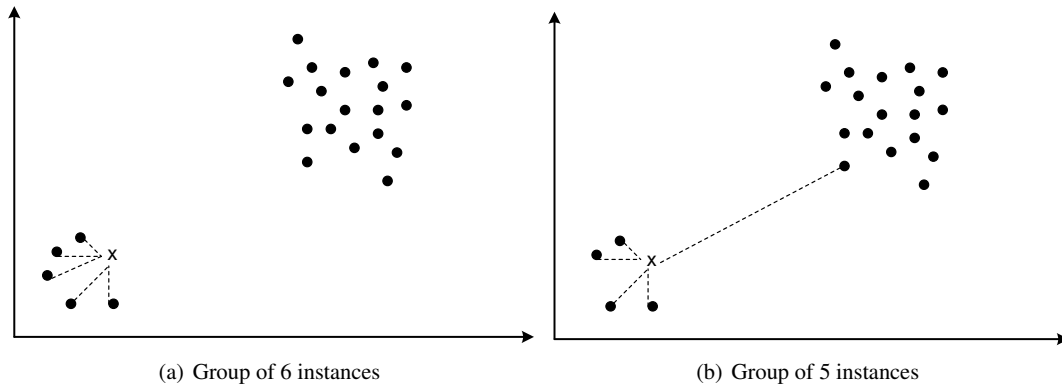 x
x
(a) Group of 6 instances
(b) Group of 5 instances